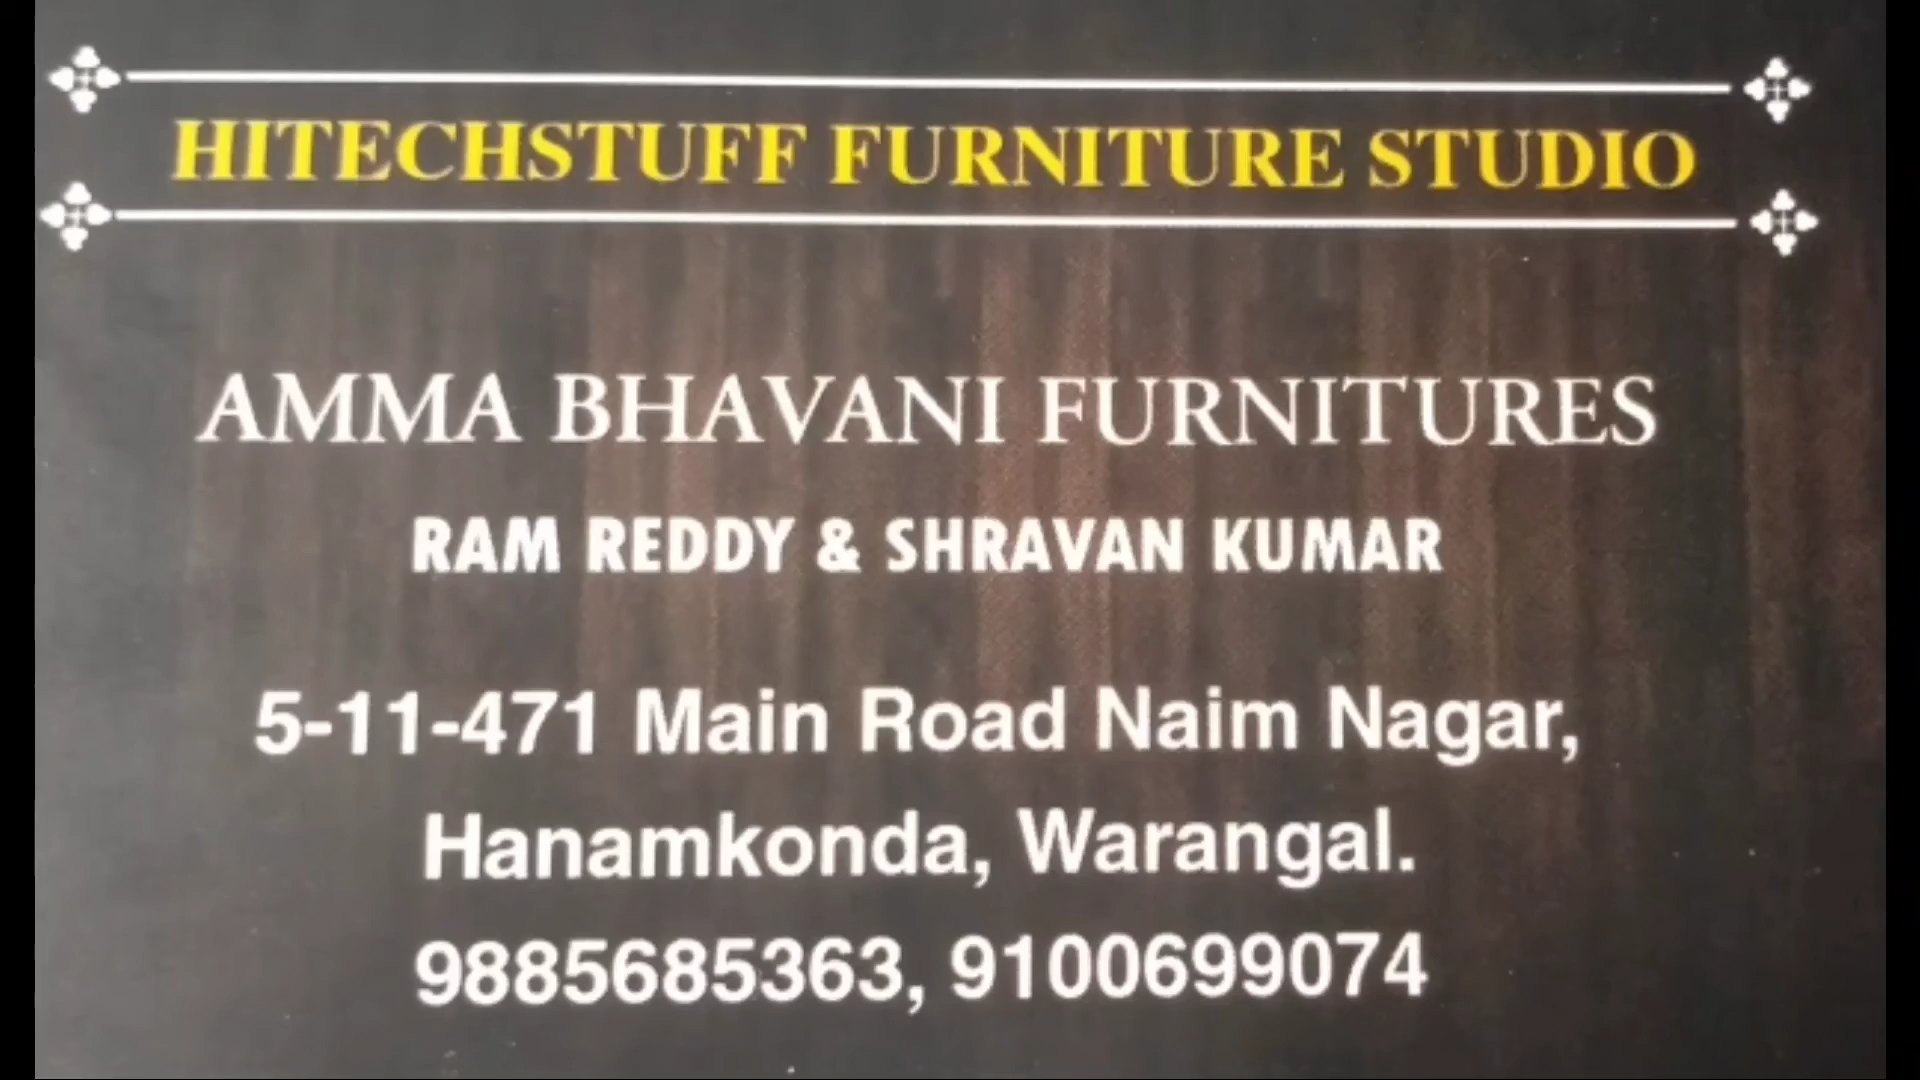 HITECHSTUFF FURNITURE STUDIO
AMMA BHAVANI FURNITURES
RAM REDDY & SHRAVAN KUMAR
5-11-471 Main Road Naim Nagar,
Hanamkonda, Warangal.
9885685363, 9100699074